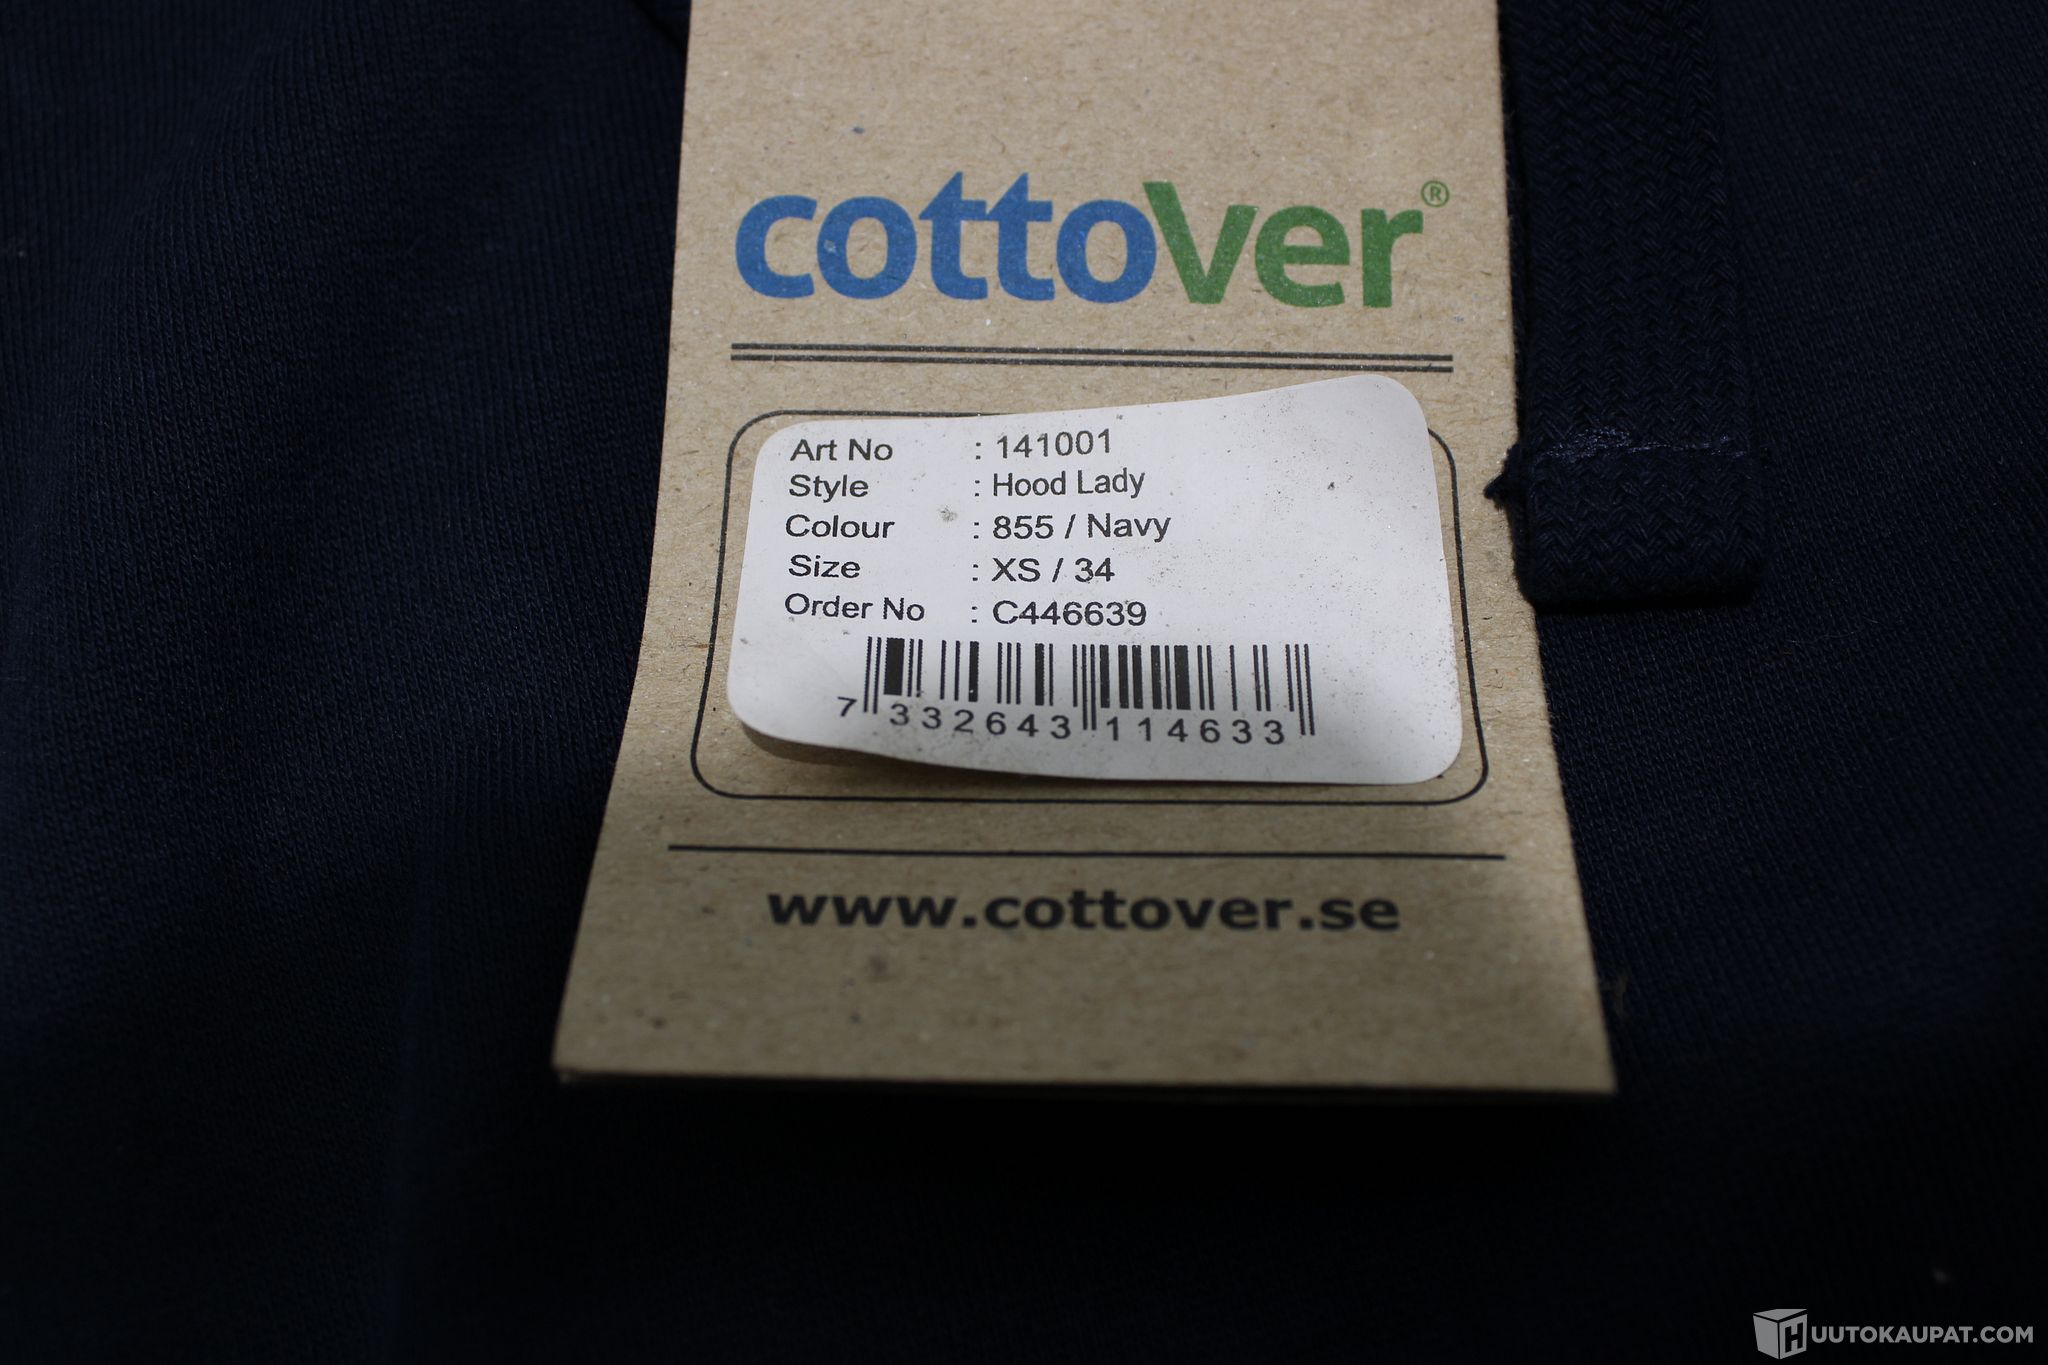 cottover®
Art No : 141001
Style : Hood Lady
Colour : 855 / Navy
Size : XS / 34
Order No : C446639
7 332643 114633
www.cottover.se
HUUTOKAUPAT.COM